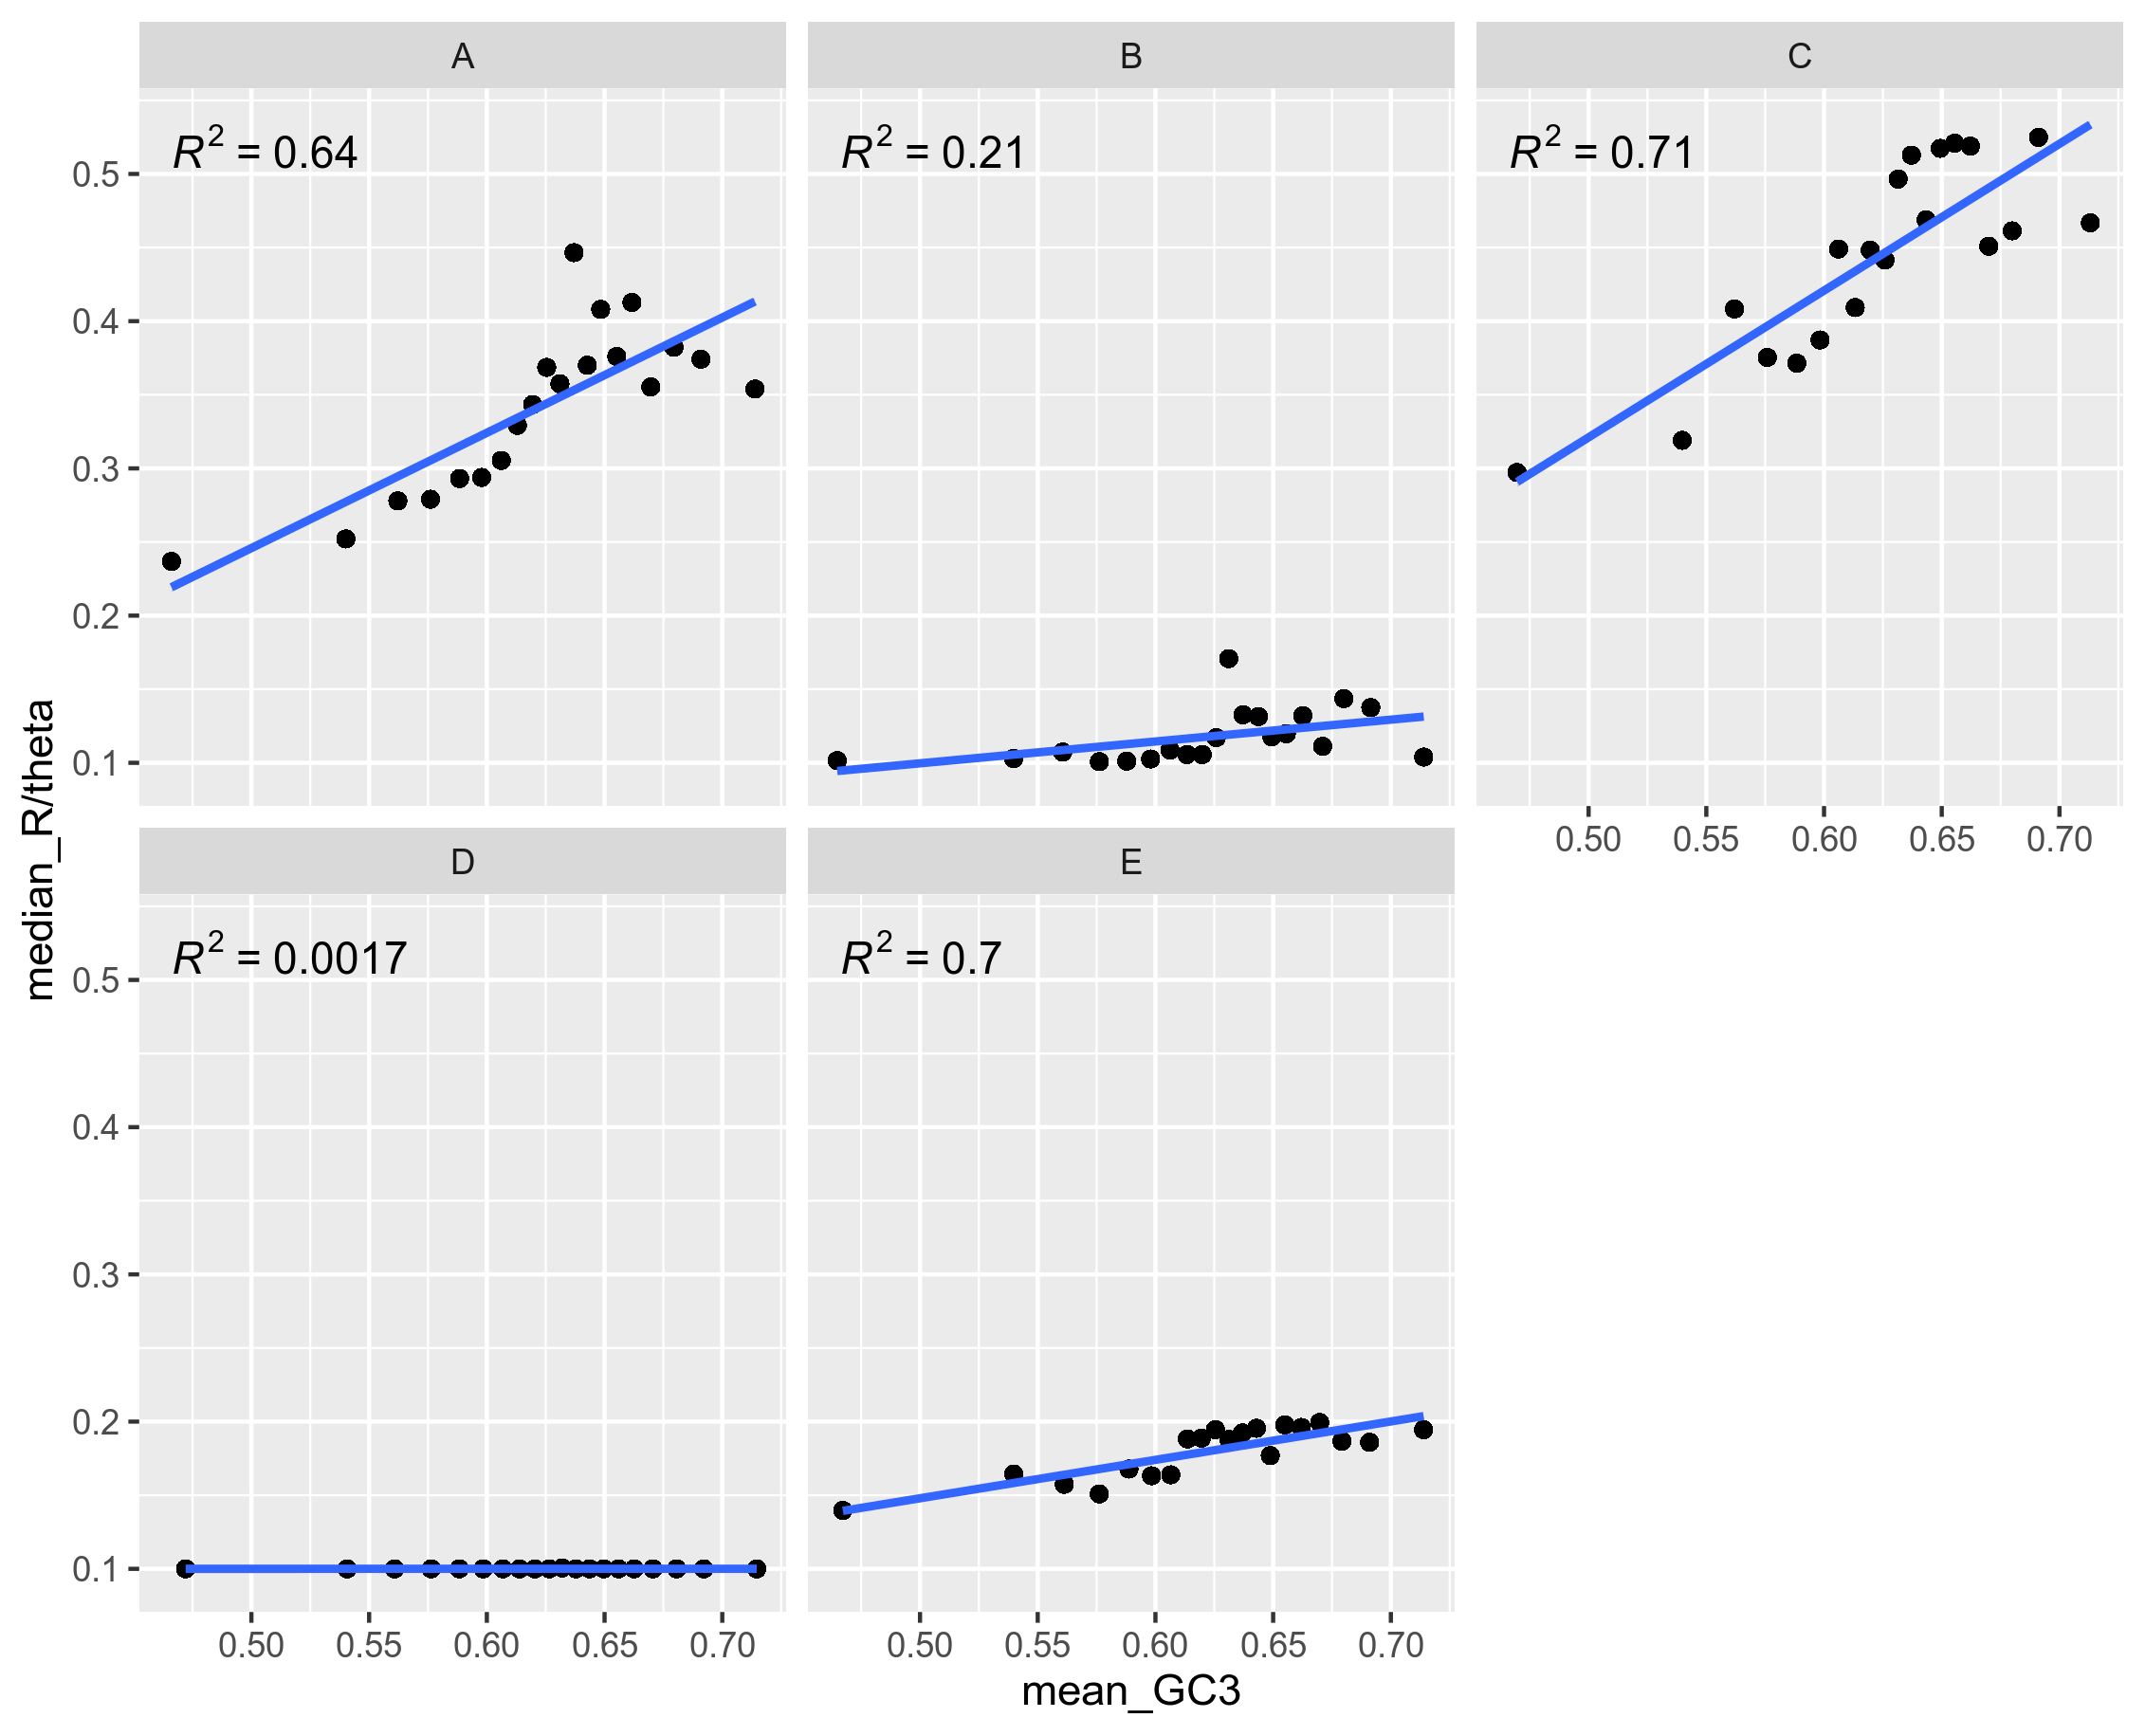 A
B
C
R² = 0.64
R² = 0.21
R² = 0.71
0.5
0.4
0.3
0.2
0.1
0.50 0.55 0.60 0.65 0.70
D
E
R² = 0.0017
R² = 0.7
0.5
0.4
0.3
0.2
0.1
0.50 0.55 0.60 0.65 0.70
0.50 0.55 0.60 0.65 0.70
median_R/theta
mean_GC3